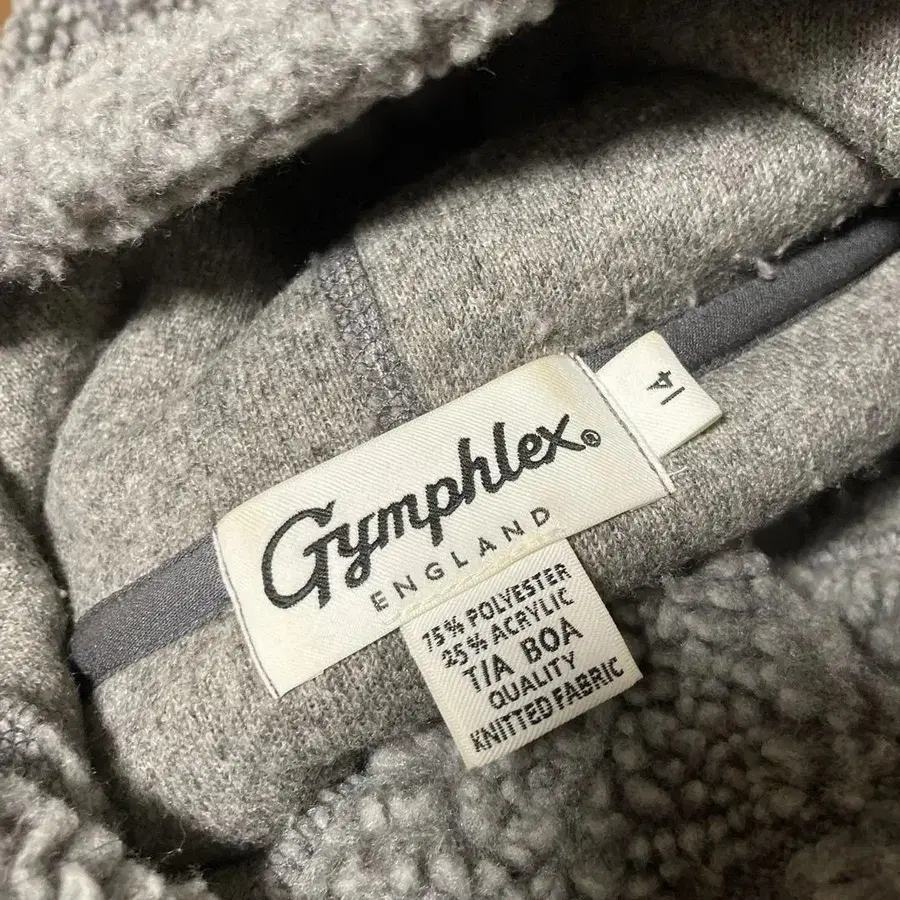 Gymphlex®
ENGLAND
14
75% POLYESTER
25% ACRYLIC
T/A BOA
QUALITY
KNITTED FABRIC